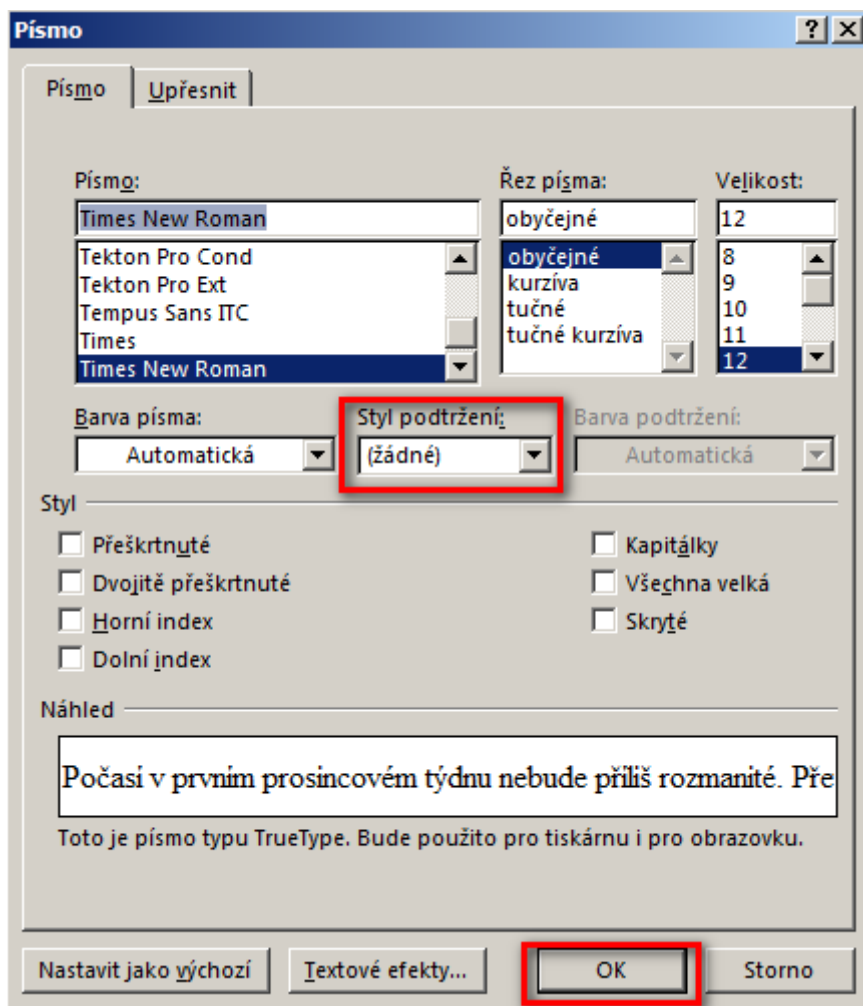 Písmo
Písmo Upřesnit
Písmo: Řez písma: Velikost:
Times New Roman obyčejné 12
Tekton Pro Cond obyčejné 8
Tekton Pro Ext kurzíva 9
Tempus Sans ITC tučné 10
Times tučné kurzíva 11
Times New Roman 12
Barva písma: Styl podtržení: Barva podtržení:
Automatická (žádné) Automatická
Styl
Přeškrtnuté Kapitálky
Dvojitě přeškrtnuté Všechna velká
Horní index Skryté
Dolní index
Náhled
Počasí v prvním prosincovém týdnu nebude příliš rozmanité. Pře
Toto je písmo typu TrueType. Bude použito pro tiskárnu i pro obrazovku.
Nastavit jako výchozí Textové efekty... OK Storno